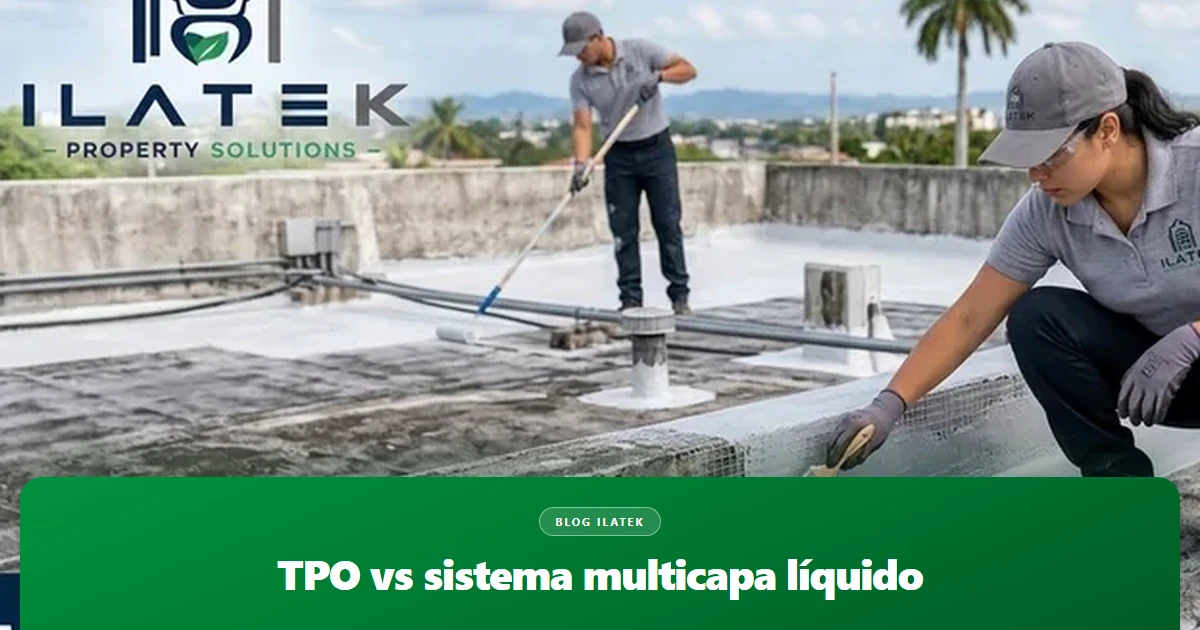 ILATEK
PROPERTY SOLUTIONS
BLOG ILATEK
TPO vs sistema multicapa líquido